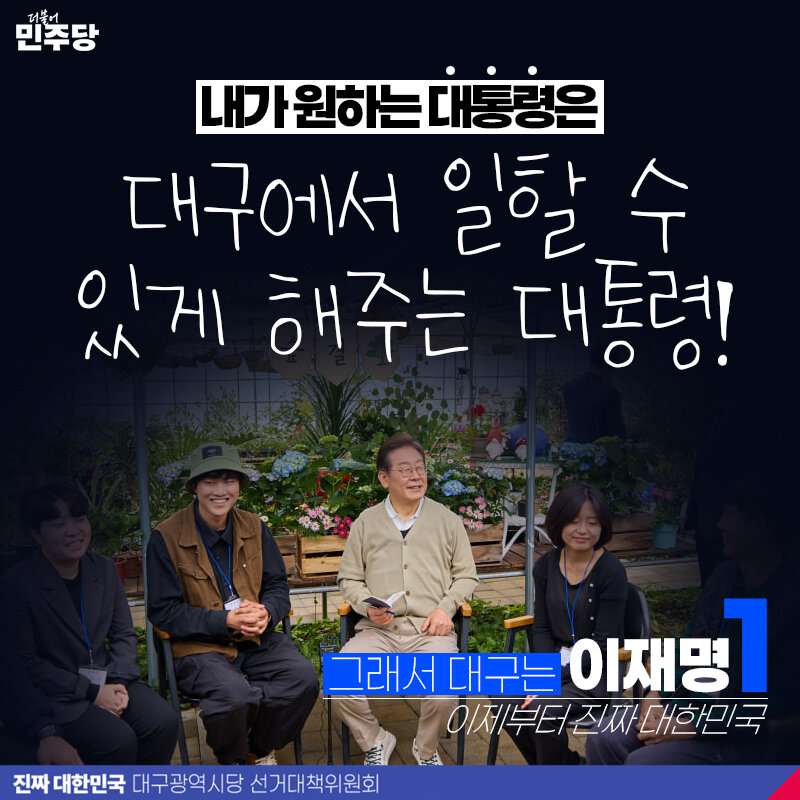 더불어
민주당
내가 원하는 대통령은
대구에서 일할 수
있게 해주는 대통령!
결
그래서 대구는 이재명 1
이제부터 진짜 대한민국
진짜 대한민국 대구광역시당 선거대책위원회